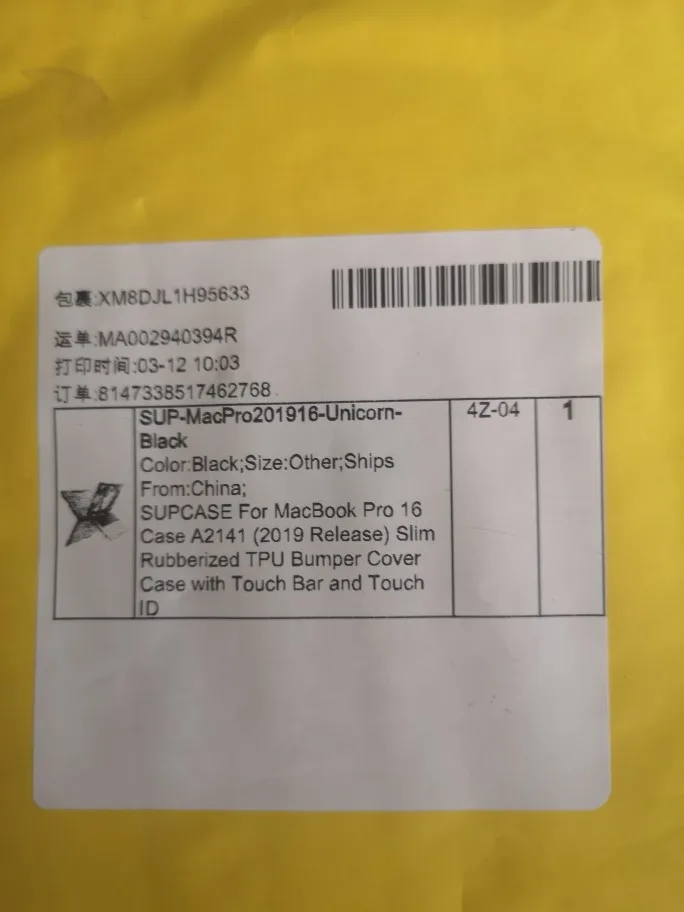 包裹:XM8DJL1H95633
运单:MA002940394R
打印时间:03-12 10:03
订单:8147338517462768
SUP-MacPro201916-Unicorn-
Black
Color:Black;Size:Other;Ships
From:China;
SUPCASE For MacBook Pro 16
Case A2141 (2019 Release) Slim
Rubberized TPU Bumper Cover
Case with Touch Bar and Touch
ID
4Z-04
1